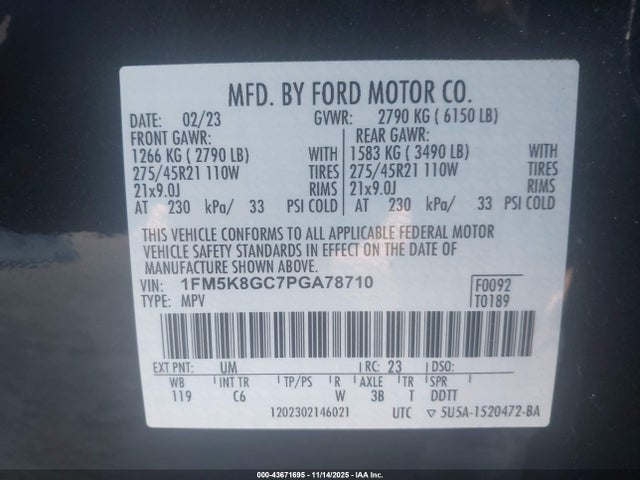 MFD. BY FORD MOTOR CO.
DATE: 02/23 GVWR: 2790 KG ( 6150 LB)
FRONT GAWR: REAR GAWR:
1266 KG ( 2790 LB) WITH 1583 KG ( 3490 LB) WITH
275/45R21 110W TIRES 275/45R21 110W TIRES
21x9.0J RIMS 21x9.0J RIMS
AT 230 kPa/ 33 PSI COLD AT 230 kPa/ 33 PSI COLD
THIS VEHICLE CONFORMS TO ALL APPLICABLE FEDERAL MOTOR
VEHICLE SAFETY STANDARDS IN EFFECT ON THE DATE OF
MANUFACTURE SHOWN ABOVE.
VIN: 1FM5K8GC7PGA78710 F0092
TYPE: MPV T0189
EXT PNT: UM RC: 23 DSO:
WB INT TR TP/PS R AXLE TR SPR
119 C6 W 3B T DDTT
1202302146021 UTC ▽ 5U5A-1520472-BA
000-43671695 - 11/14/2025 - IAA Inc.